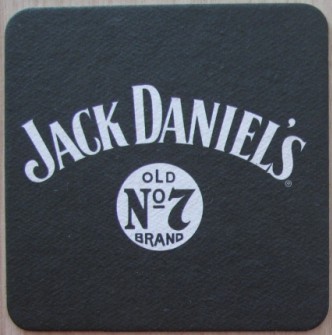 JACK DANIEL'S
®
OLD
Nº7
BRAND